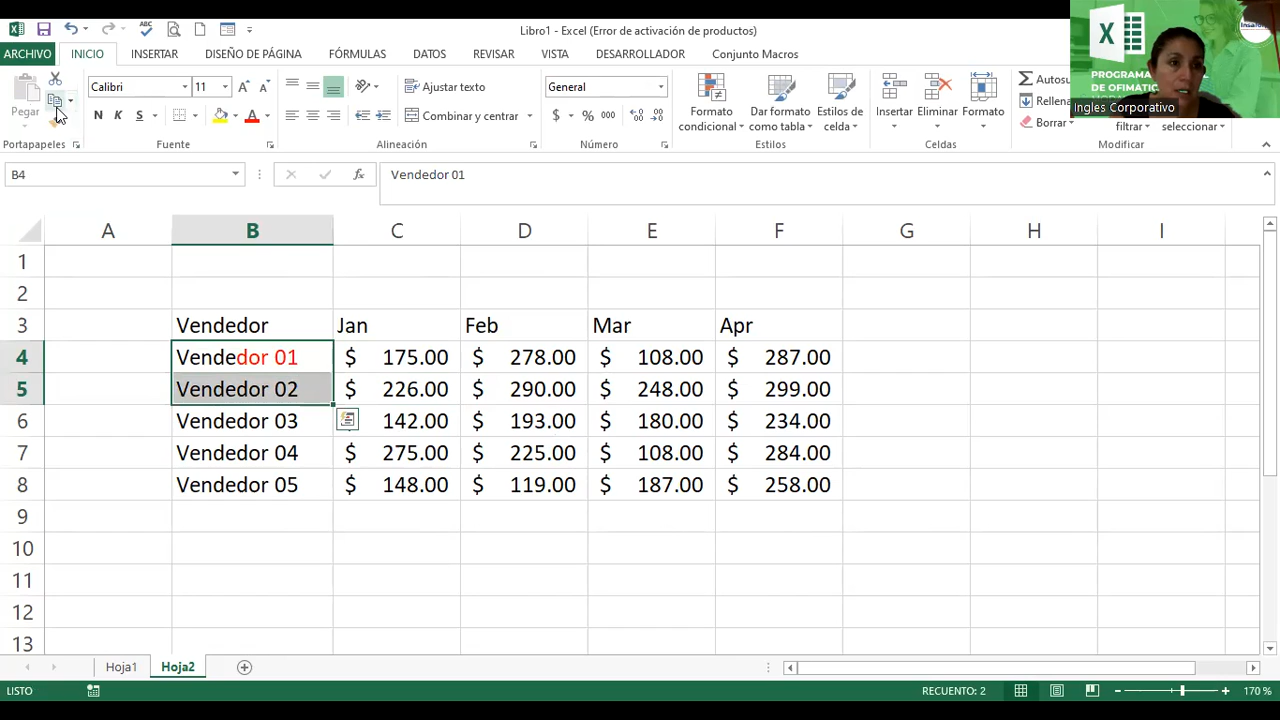 Libro1 - Excel (Error de activación de productos)
ARCHIVO INICIO INSERTAR DISEÑO DE PÁGINA FÓRMULAS DATOS REVISAR VISTA DESARROLLADOR Conjunto Macros
Pegar
Portapapeles
Calibri 11
N K S
Fuente
Ajustar texto
Combinar y centrar
Alineación
General
$ % 000
Número
Formato condicional
Dar formato como tabla
Estilos de celda
Estilos
Insertar Eliminar Formato
Celdas
Autosu
Rellena
Borrar
filtrar seleccionar
Modificar
PROGRAMA
DE OFIMÁTIC
Ingles Corporativo
B4 fx Vendedor 01
A B C D E F G H I
1
2
3 Vendedor Jan Feb Mar Apr
4 Vendedor 01 $ 175.00 $ 278.00 $ 108.00 $ 287.00
5 Vendedor 02 $ 226.00 $ 290.00 $ 248.00 $ 299.00
6 Vendedor 03 142.00 $ 193.00 $ 180.00 $ 234.00
7 Vendedor 04 $ 275.00 $ 225.00 $ 108.00 $ 284.00
8 Vendedor 05 $ 148.00 $ 119.00 $ 187.00 $ 258.00
9
10
11
12
13
Hoja1 Hoja2
LISTO RECUENTO: 2 170 %